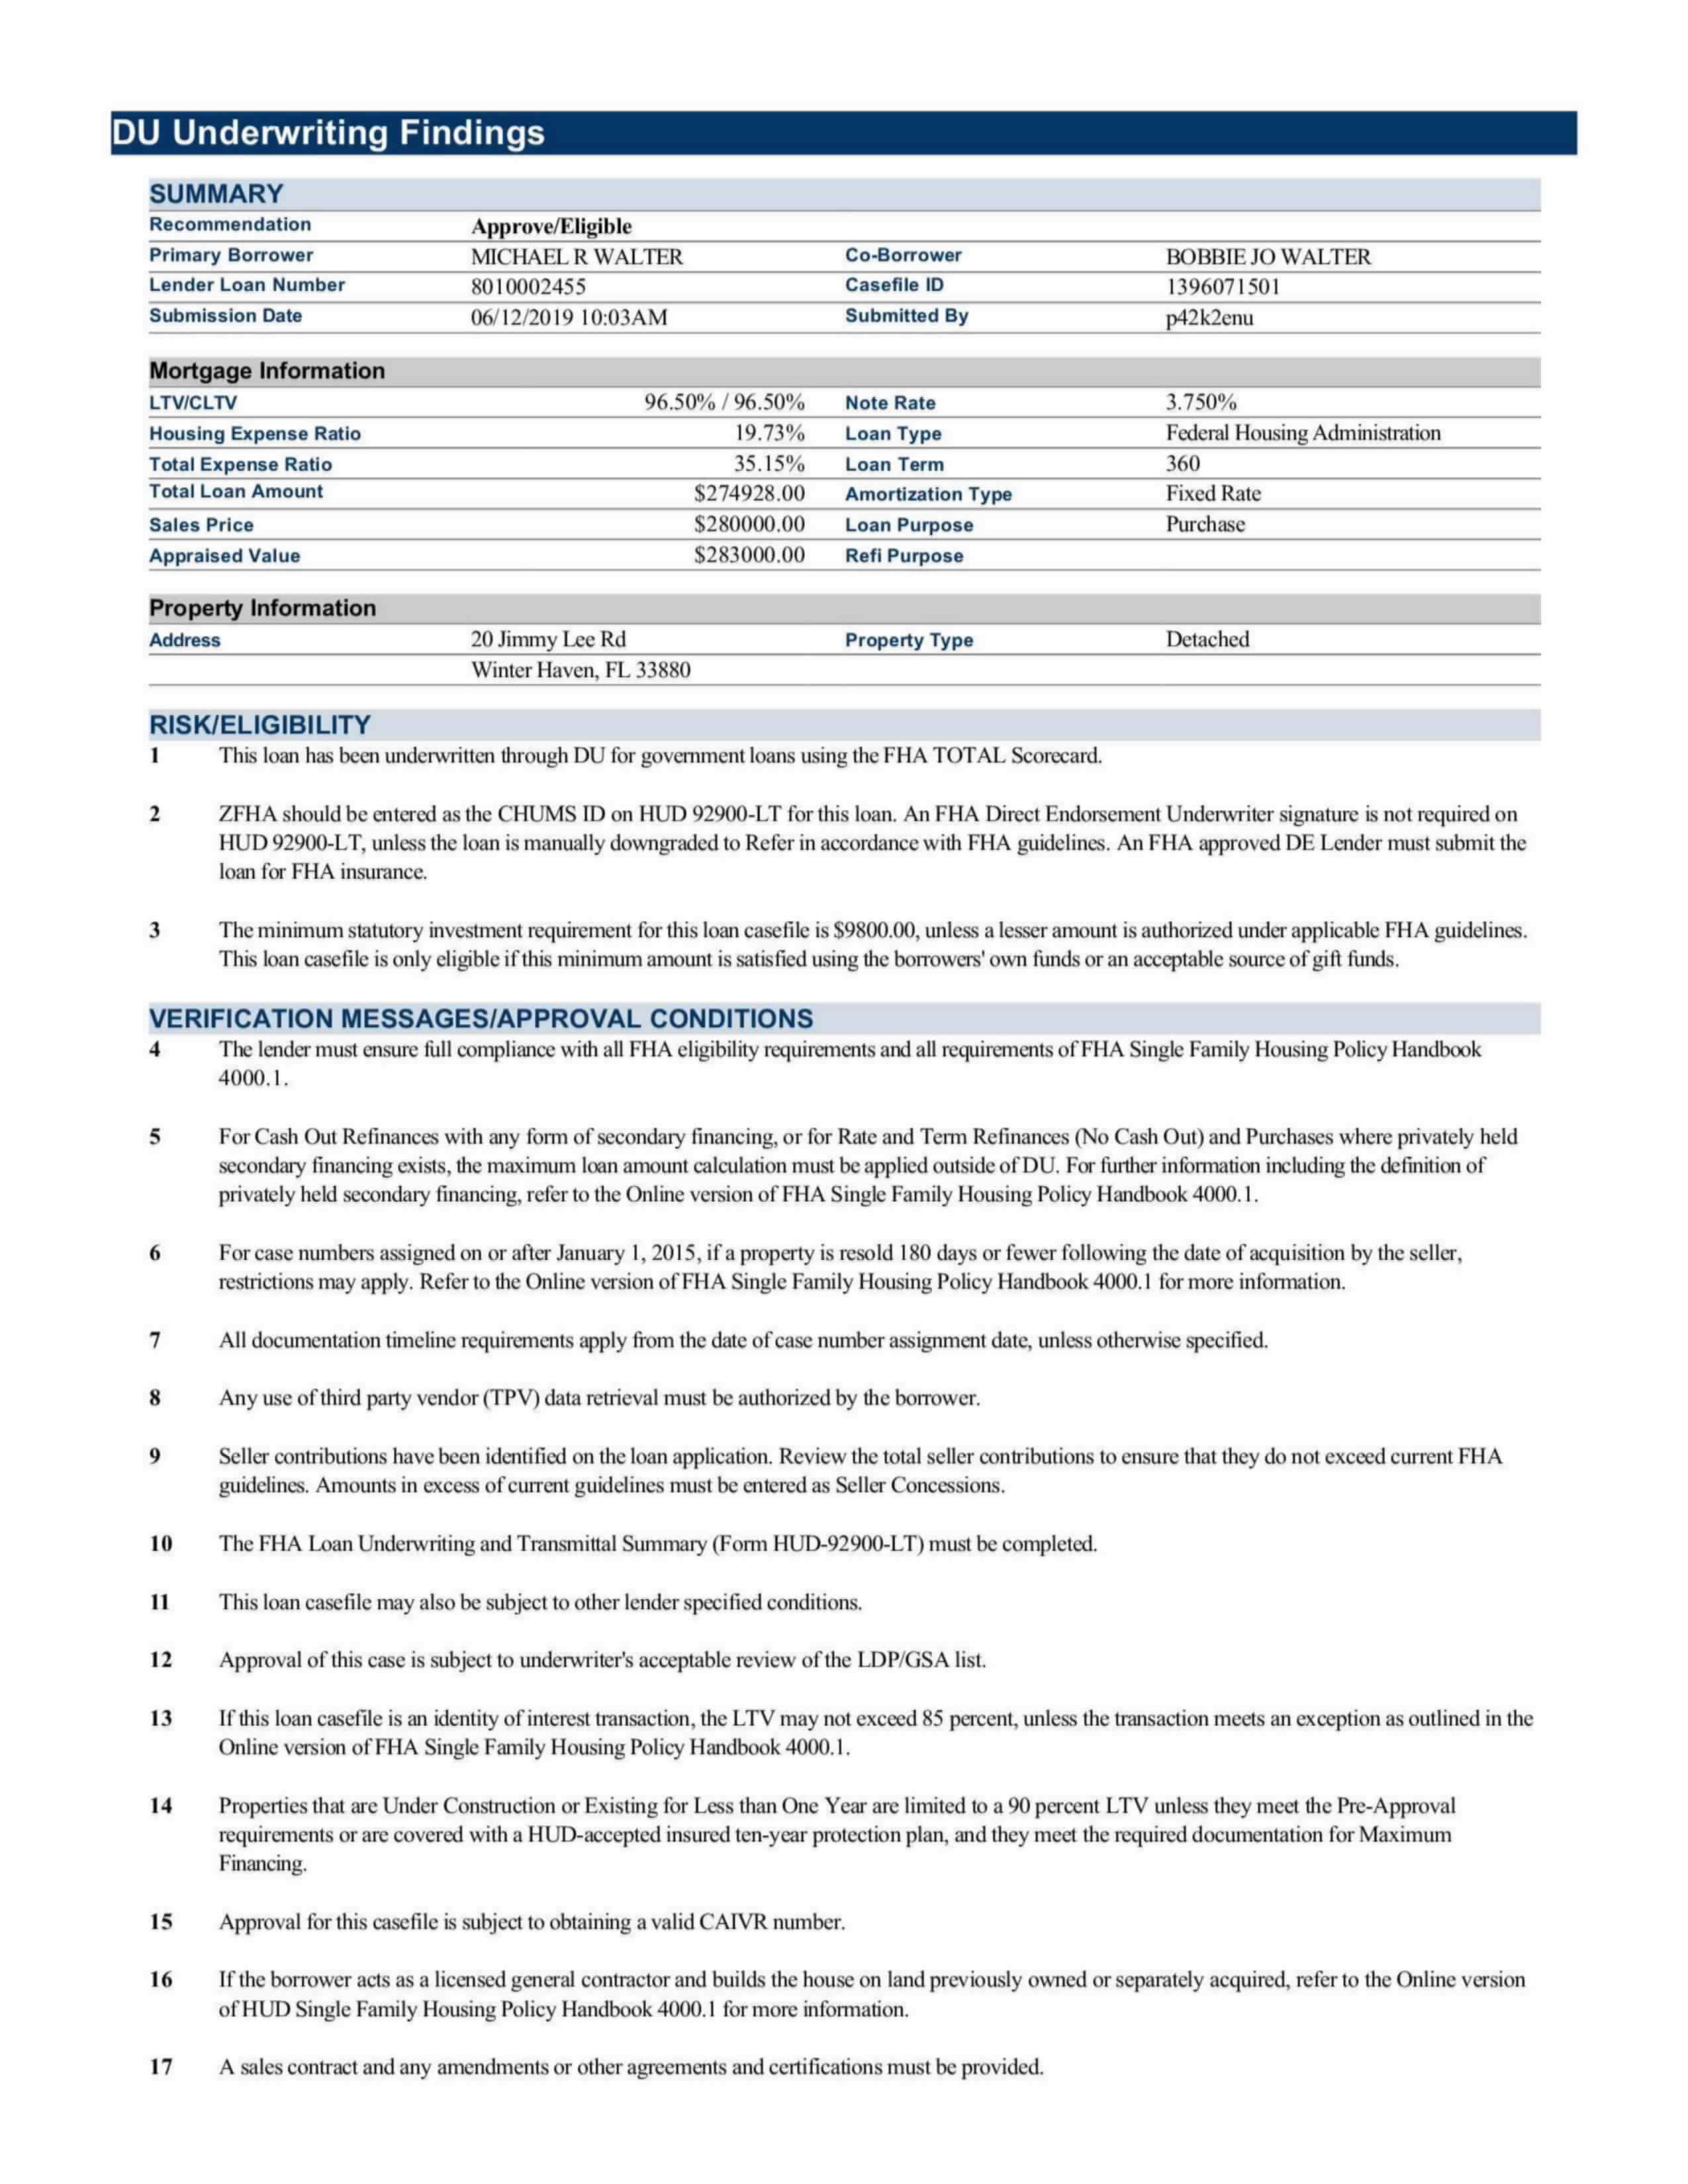 DU Underwriting Findings
SUMMARY
Recommendation Approve/Eligible
Primary Borrower MICHAEL R WALTER Co-Borrower BOBBIE JO WALTER
Lender Loan Number 8010002455 Casefile ID 1396071501
Submission Date 06/12/2019 10:03AM Submitted By p42k2enu
Mortgage Information
LTV/CLTV 96.50% / 96.50% Note Rate 3.750%
Housing Expense Ratio 19.73% Loan Type Federal Housing Administration
Total Expense Ratio 35.15% Loan Term 360
Total Loan Amount $274928.00 Amortization Type Fixed Rate
Sales Price $280000.00 Loan Purpose Purchase
Appraised Value $283000.00 Refi Purpose
Property Information
Address 20 Jimmy Lee Rd Property Type Detached
Winter Haven, FL 33880
RISK/ELIGIBILITY
1 This loan has been underwritten through DU for government loans using the FHA TOTAL Scorecard.
2 ZFHA should be entered as the CHUMS ID on HUD 92900-LT for this loan. An FHA Direct Endorsement Underwriter signature is not required on
HUD 92900-LT, unless the loan is manually downgraded to Refer in accordance with FHA guidelines. An FHA approved DE Lender must submit the
loan for FHA insurance.
3 The minimum statutory investment requirement for this loan casefile is $9800.00, unless a lesser amount is authorized under applicable FHA guidelines.
This loan casefile is only eligible if this minimum amount is satisfied using the borrowers' own funds or an acceptable source of gift funds.
VERIFICATION MESSAGES/APPROVAL CONDITIONS
4 The lender must ensure full compliance with all FHA eligibility requirements and all requirements of FHA Single Family Housing Policy Handbook
4000.1.
5 For Cash Out Refinances with any form of secondary financing, or for Rate and Term Refinances (No Cash Out) and Purchases where privately held
secondary financing exists, the maximum loan amount calculation must be applied outside of DU. For further information including the definition of
privately held secondary financing, refer to the Online version of FHA Single Family Housing Policy Handbook 4000.1.
6 For case numbers assigned on or after January 1, 2015, if a property is resold 180 days or fewer following the date of acquisition by the seller,
restrictions may apply. Refer to the Online version of FHA Single Family Housing Policy Handbook 4000.1 for more information.
7 All documentation timeline requirements apply from the date of case number assignment date, unless otherwise specified.
8 Any use of third party vendor (TPV) data retrieval must be authorized by the borrower.
9 Seller contributions have been identified on the loan application. Review the total seller contributions to ensure that they do not exceed current FHA
guidelines. Amounts in excess of current guidelines must be entered as Seller Concessions.
10 The FHA Loan Underwriting and Transmittal Summary (Form HUD-92900-LT) must be completed.
11 This loan casefile may also be subject to other lender specified conditions.
12 Approval of this case is subject to underwriter's acceptable review of the LDP/GSA list.
13 If this loan casefile is an identity of interest transaction, the LTV may not exceed 85 percent, unless the transaction meets an exception as outlined in the
Online version of FHA Single Family Housing Policy Handbook 4000.1.
14 Properties that are Under Construction or Existing for Less than One Year are limited to a 90 percent LTV unless they meet the Pre-Approval
requirements or are covered with a HUD-accepted insured ten-year protection plan, and they meet the required documentation for Maximum
Financing.
15 Approval for this casefile is subject to obtaining a valid CAIVR number.
16 If the borrower acts as a licensed general contractor and builds the house on land previously owned or separately acquired, refer to the Online version
of HUD Single Family Housing Policy Handbook 4000.1 for more information.
17 A sales contract and any amendments or other agreements and certifications must be provided.